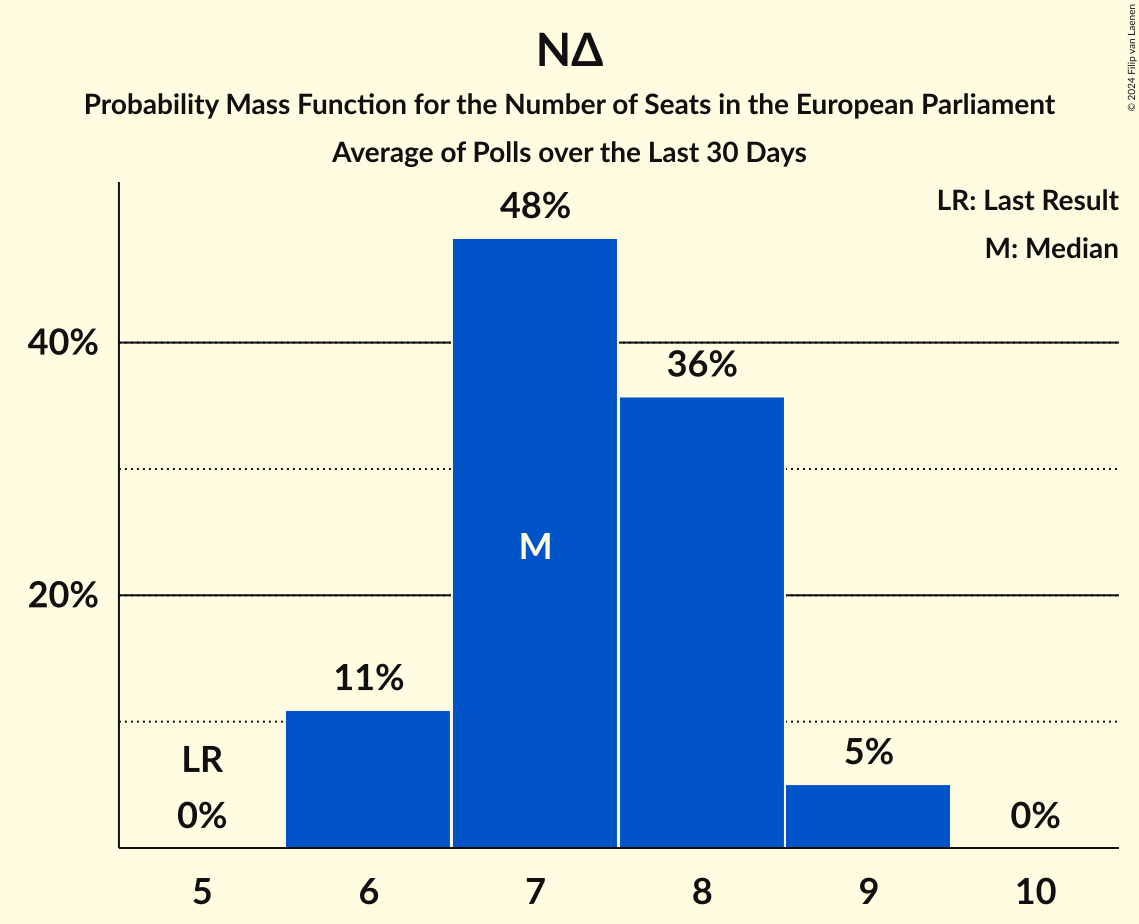 © 2024 Filip van Laenen
ΝΔ
Probability Mass Function for the Number of Seats in the European Parliament
Average of Polls over the Last 30 Days
LR: Last Result
M: Median
48%
40%
36%
M
20%
11%
LR
5%
0%
0%
5 6 7 8 9 10